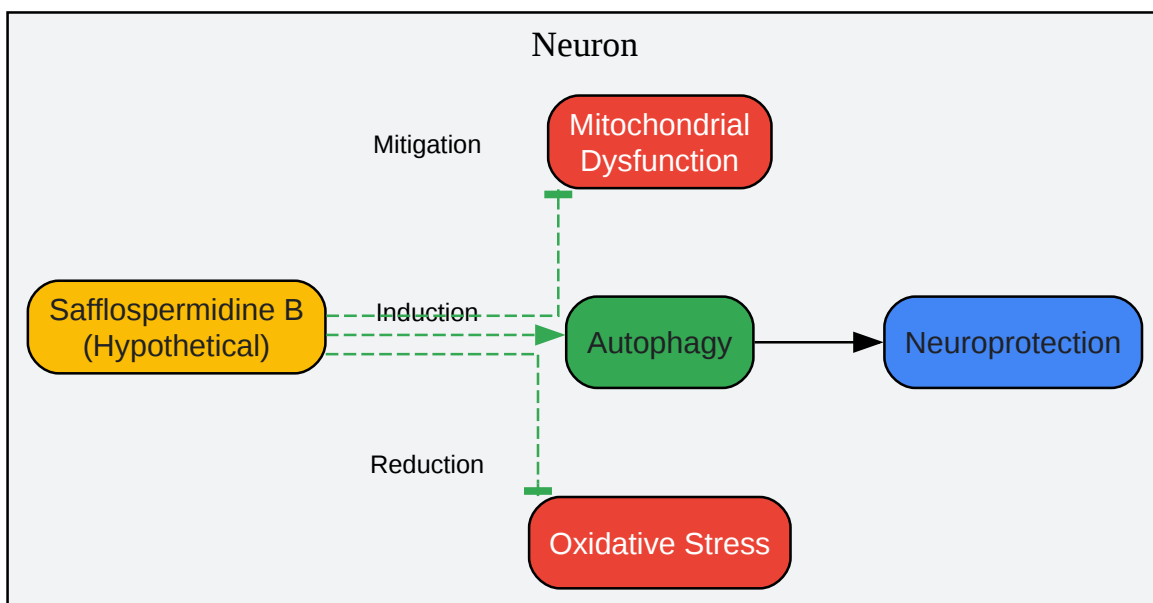 Neuron
Mitigation
Mitochondrial
Dysfunction
Safflospermidine B
(Hypothetical)
Induction
Autophagy
Neuroprotection
Reduction
Oxidative Stress